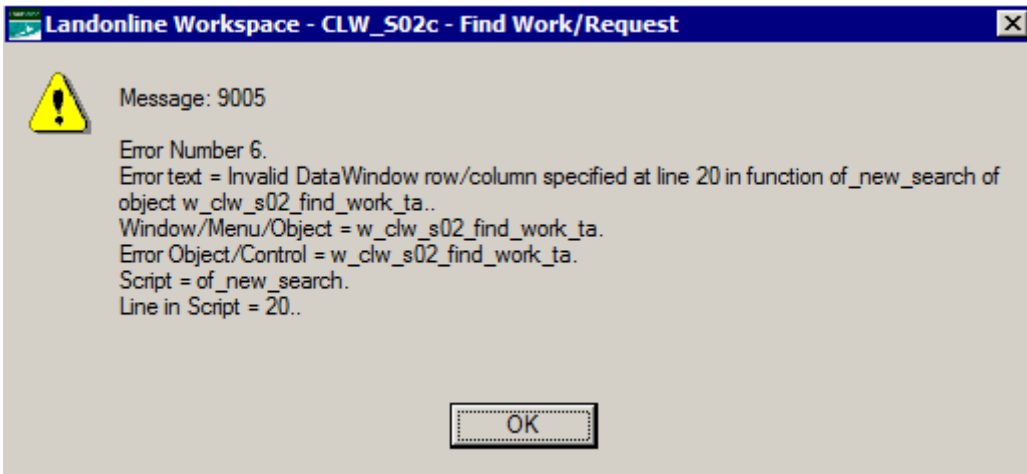 Landonline Workspace - CLW_S02c - Find Work/Request
Message: 9005
Error Number 6.
Error text = Invalid DataWindow row/column specified at line 20 in function of_new_search of
object w_clw_s02_find_work_ta..
Window/Menu/Object = w_clw_s02_find_work_ta.
Error Object/Control = w_clw_s02_find_work_ta.
Script = of_new_search.
Line in Script = 20..
OK